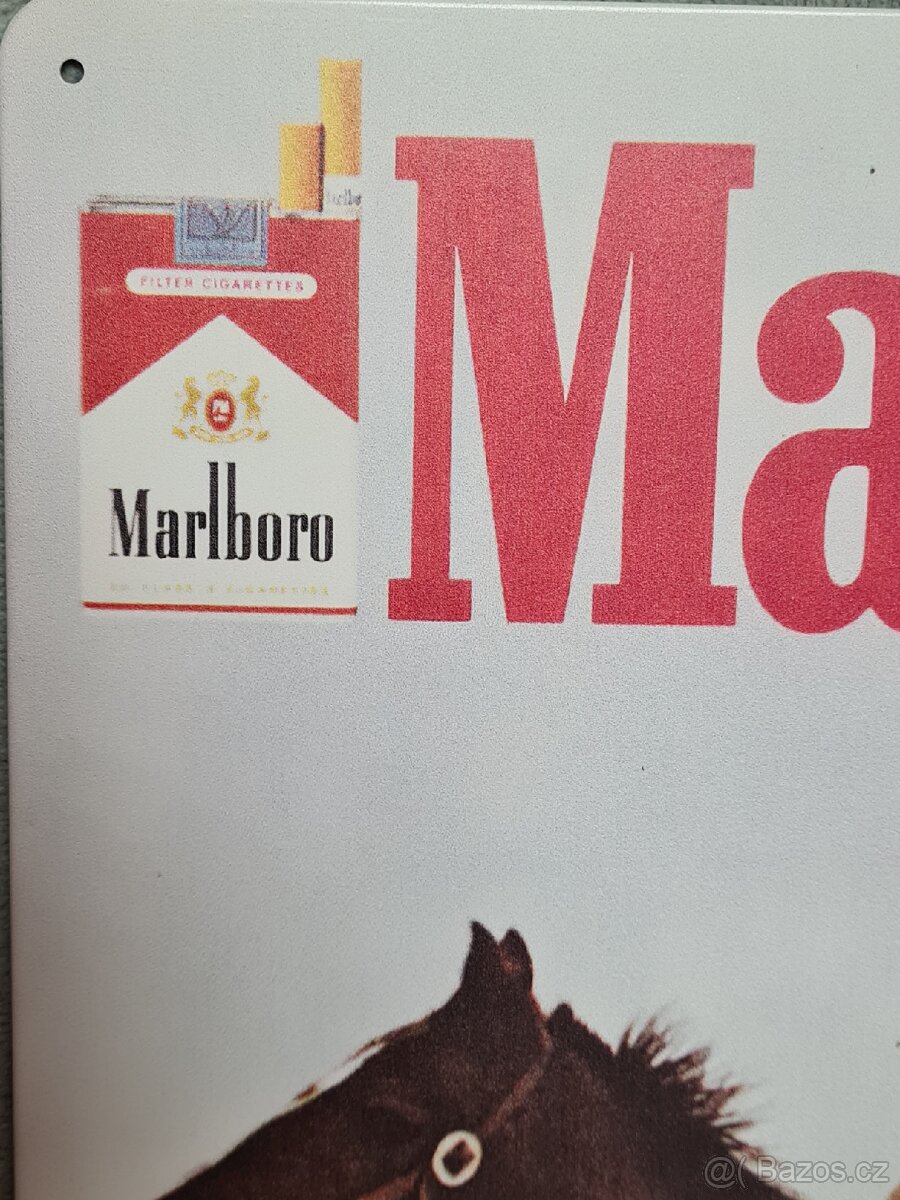 FILTER CIGARETTES
Marlboro
Ma
@( Bazos.cz